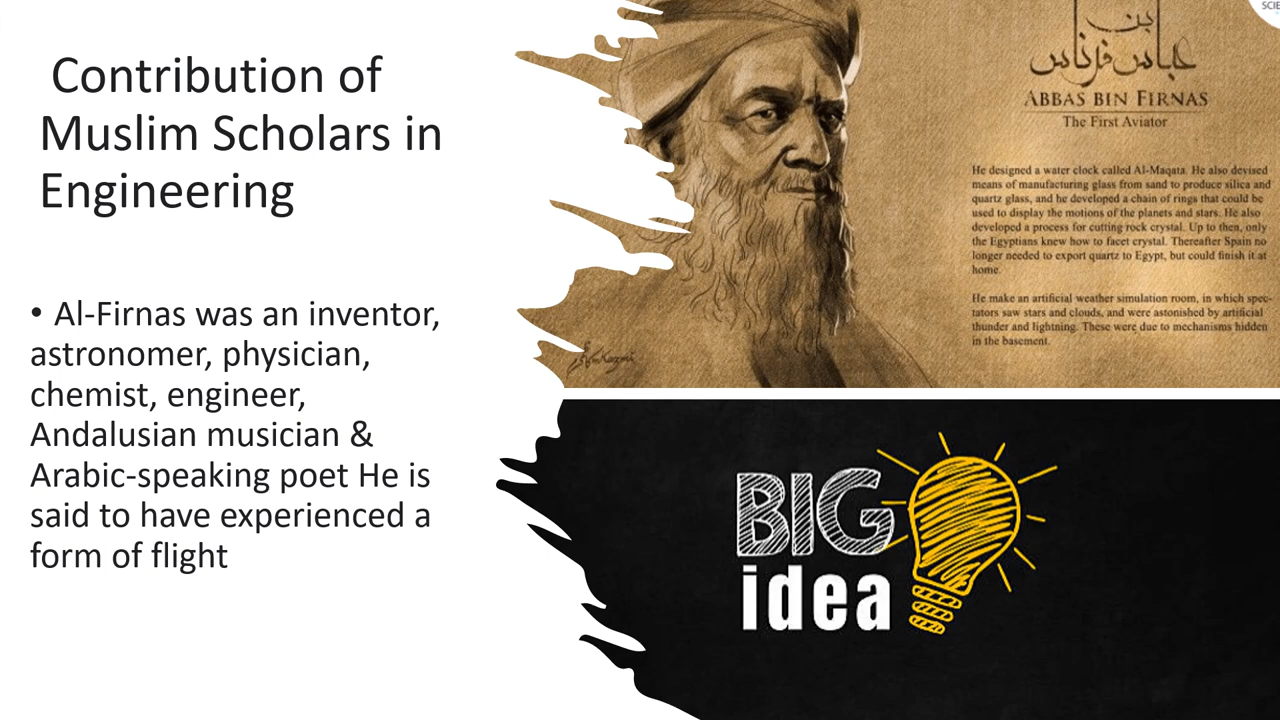 Contribution of
Muslim Scholars in
Engineering
• Al-Firnas was an inventor,
astronomer, physician,
chemist, engineer,
Andalusian musician &
Arabic-speaking poet He is
said to have experienced a
form of flight
SCIE
بن
عباس فرناس
ABBAS BIN FIRNAS
The First Aviator
He designed a water clock called Al-Maqata. He also devised
means of manufacturing glass from sand to produce silica and
quartz glass, and he developed a chain of rings that could be
used to display the motions of the planets and stars. He also
developed a process for cutting rock crystal. Up to then, only
the Egyptians knew how to facet crystal. Thereafter Spain no
longer needed to export quartz to Egypt, but could finish it at
home.
He make an artificial weather simulation room, in which spec-
tators saw stars and clouds, and were astonished by artificial
thunder and lightning. These were due to mechanisms hidden
in the basement.
BIG
idea